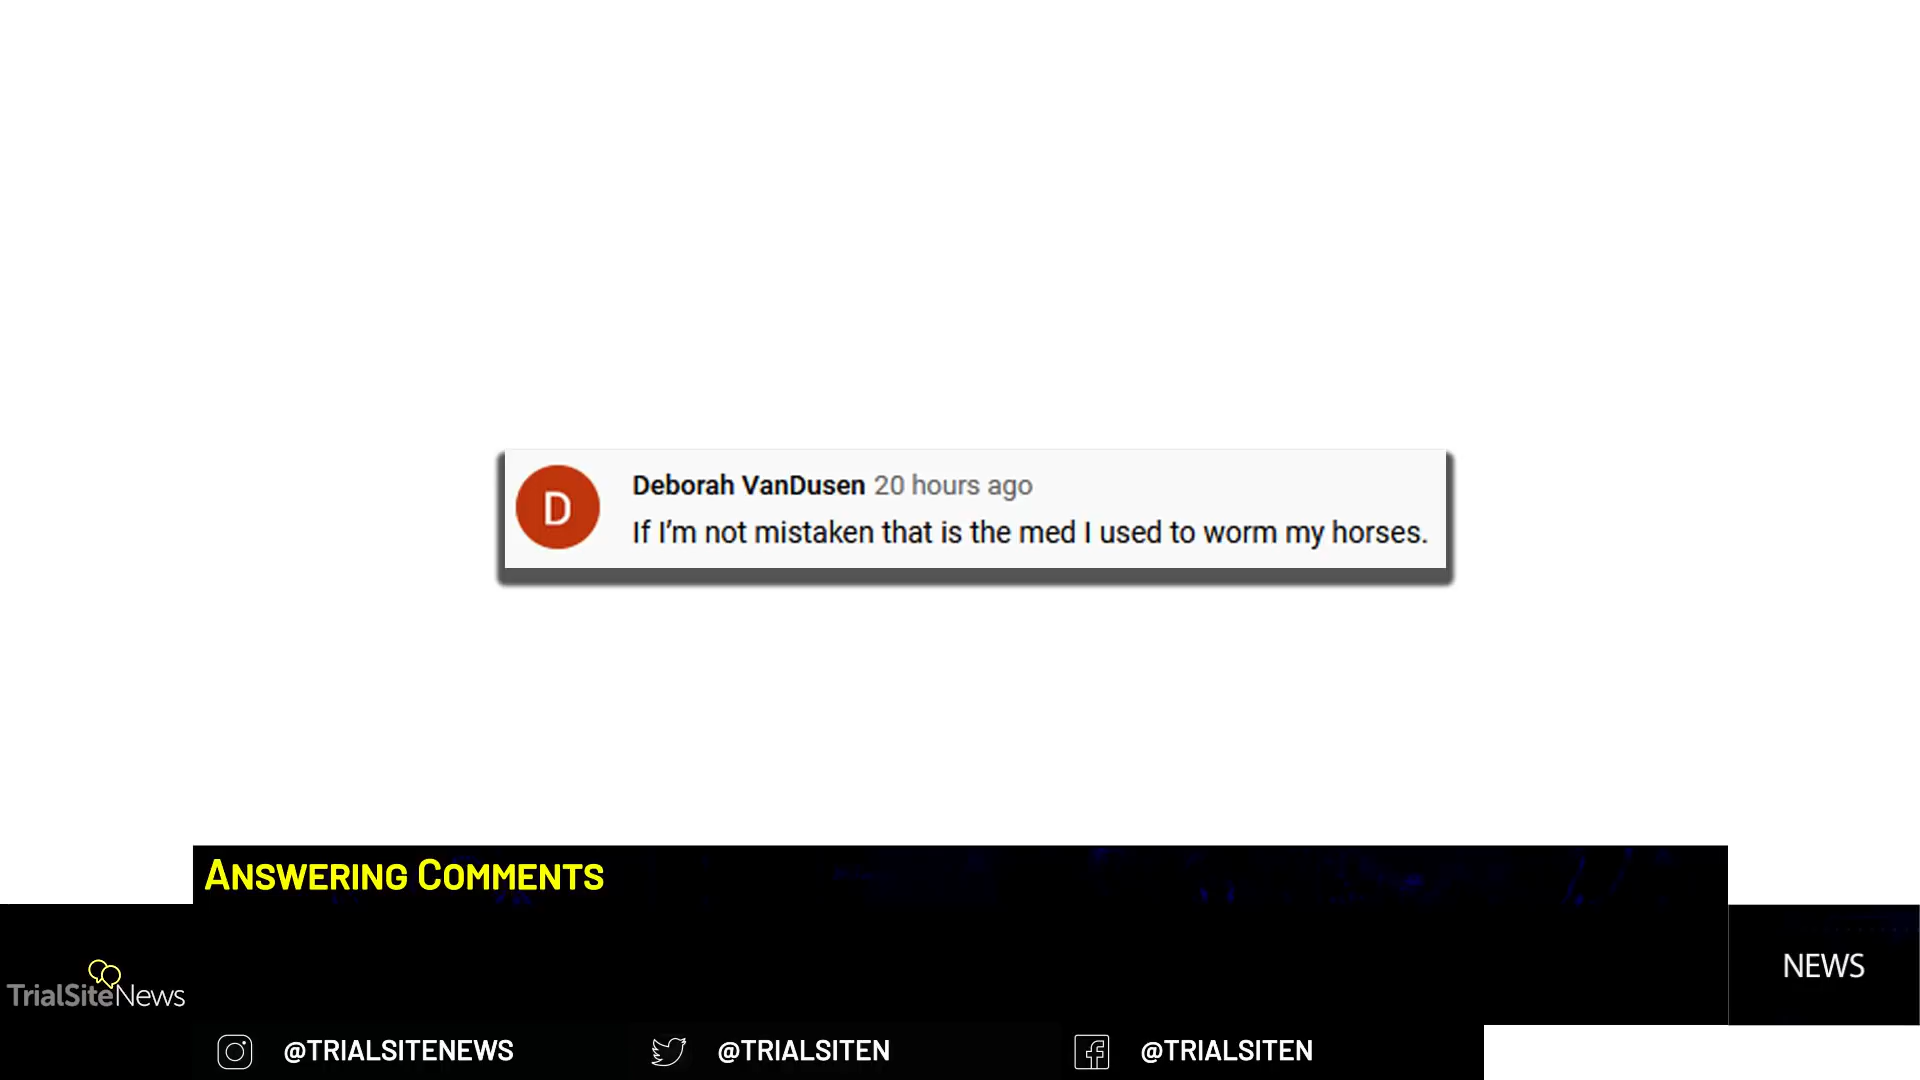 D
Deborah VanDusen 20 hours ago
If I'm not mistaken that is the med I used to worm my horses.
ANSWERING COMMENTS
TrialSiteNews
NEWS
@TRIALSITENEWS
@TRIALSITEN
@TRIALSITEN